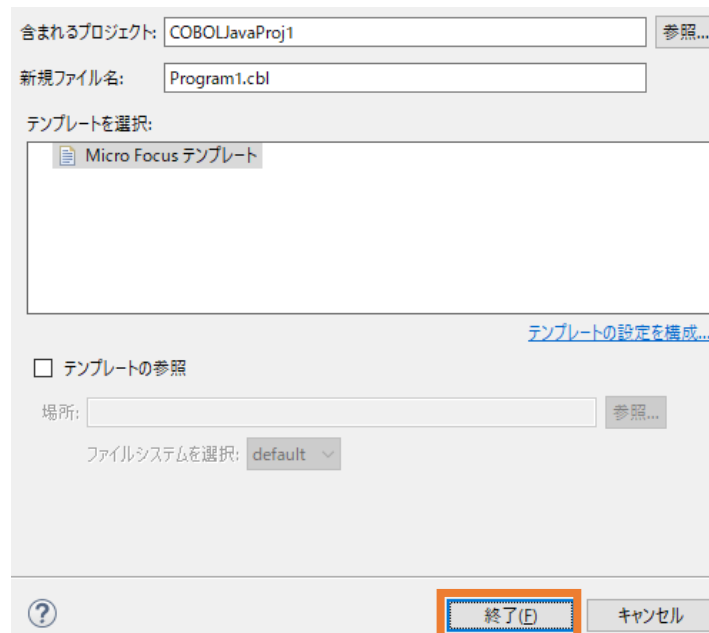 含まれるプロジェクト: COBOLJavaProj1 参照...
新規ファイル名: Program1.cbl
テンプレートを選択:
Micro Focus テンプレート
テンプレートの設定を構成...
テンプレートの参照
場所: 参照...
ファイルシステムを選択: default
? 終了(F) キャンセル